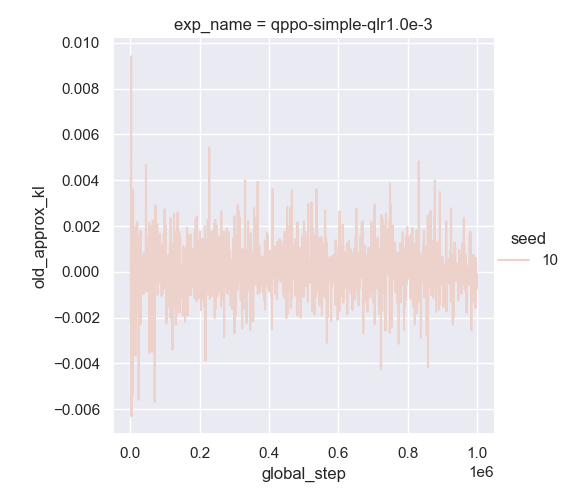 exp_name = qppo-simple-qlr1.0e-3
0.010
0.008
0.006
0.004
0.002
0.000
−0.002
−0.004
−0.006
old_approx_kl
0.0 0.2 0.4 0.6 0.8 1.0
1e6
global_step
seed
10